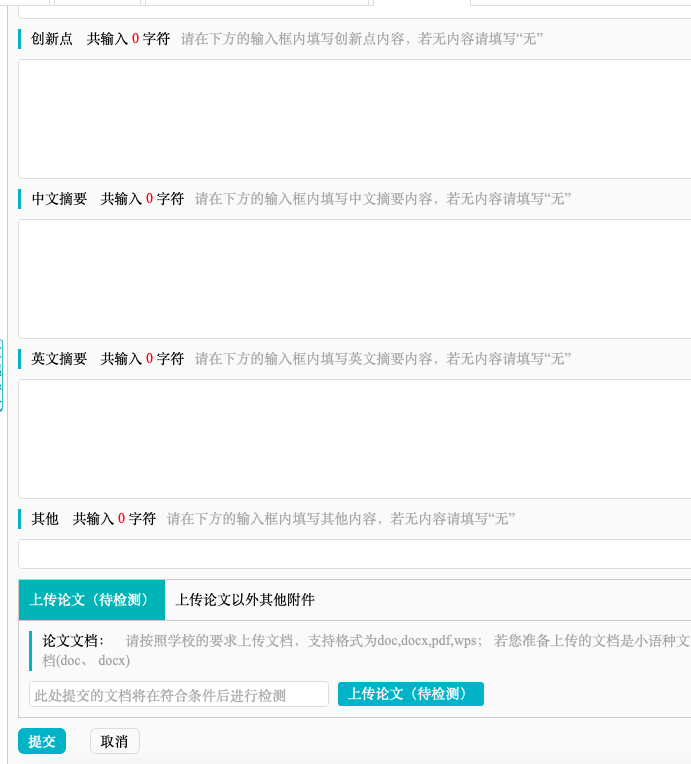 创新点 共输入 0 字符 请在下方的输入框内填写创新点内容，若无内容请填写“无”
中文摘要 共输入 0 字符 请在下方的输入框内填写中文摘要内容，若无内容请填写“无”
英文摘要 共输入 0 字符 请在下方的输入框内填写英文摘要内容，若无内容请填写“无”
其他 共输入 0 字符 请在下方的输入框内填写其他内容，若无内容请填写“无”
上传论文（待检测） 上传论文以外其他附件
论文文档： 请按照学校的要求上传文档，支持格式为doc,docx,pdf,wps； 若您准备上传的文档是小语种文
档(doc、 docx)
此处提交的文档将在符合条件后进行检测 上传论文（待检测）
提交 取消